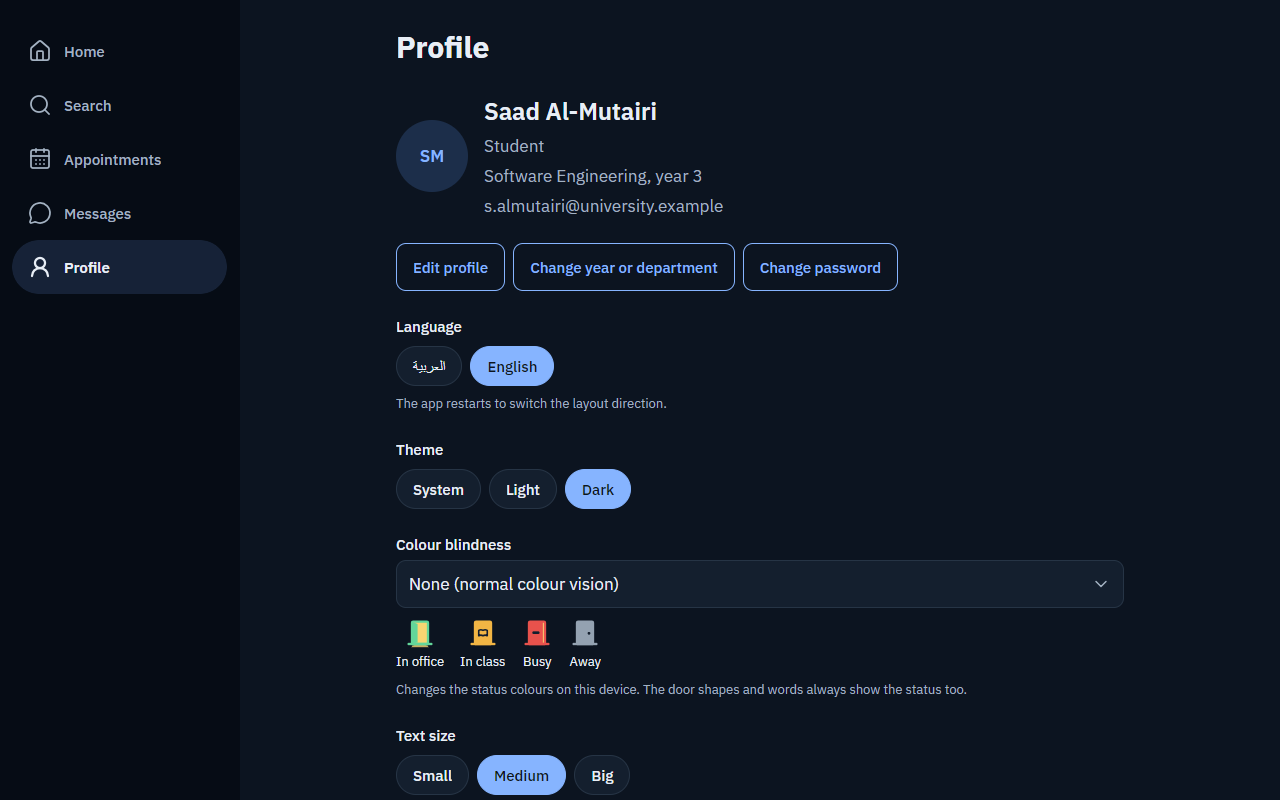 Home
Search
Appointments
Messages
Profile
Profile
SM
Saad Al-Mutairi
Student
Software Engineering, year 3
s.almutairi@university.example
Edit profile
Change year or department
Change password
Language
العربية
English
The app restarts to switch the layout direction.
Theme
System
Light
Dark
Colour blindness
None (normal colour vision)
In office
In class
Busy
Away
Changes the status colours on this device. The door shapes and words always show the status too.
Text size
Small
Medium
Big